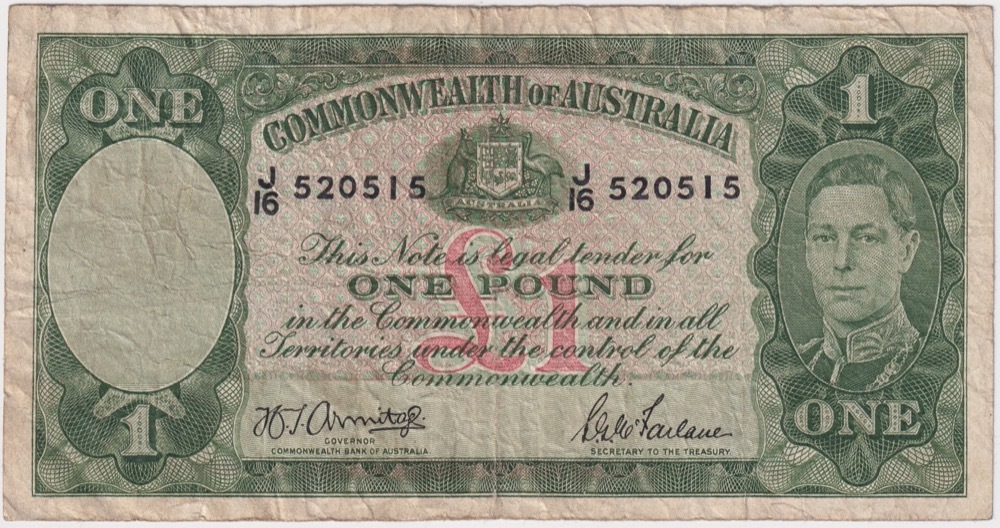 ONE
1
COMMONWEALTH OF AUSTRALIA
J/16 520515
J/16 520515
AUSTRALIA
£1
This Note is legal tender for
ONE POUND
in the Commonwealth and in all
Territories under the control of the
Commonwealth.
H.T. Armitage.
GOVERNOR
COMMONWEALTH BANK OF AUSTRALIA.
S.G. McFarlane
SECRETARY TO THE TREASURY.
1
ONE